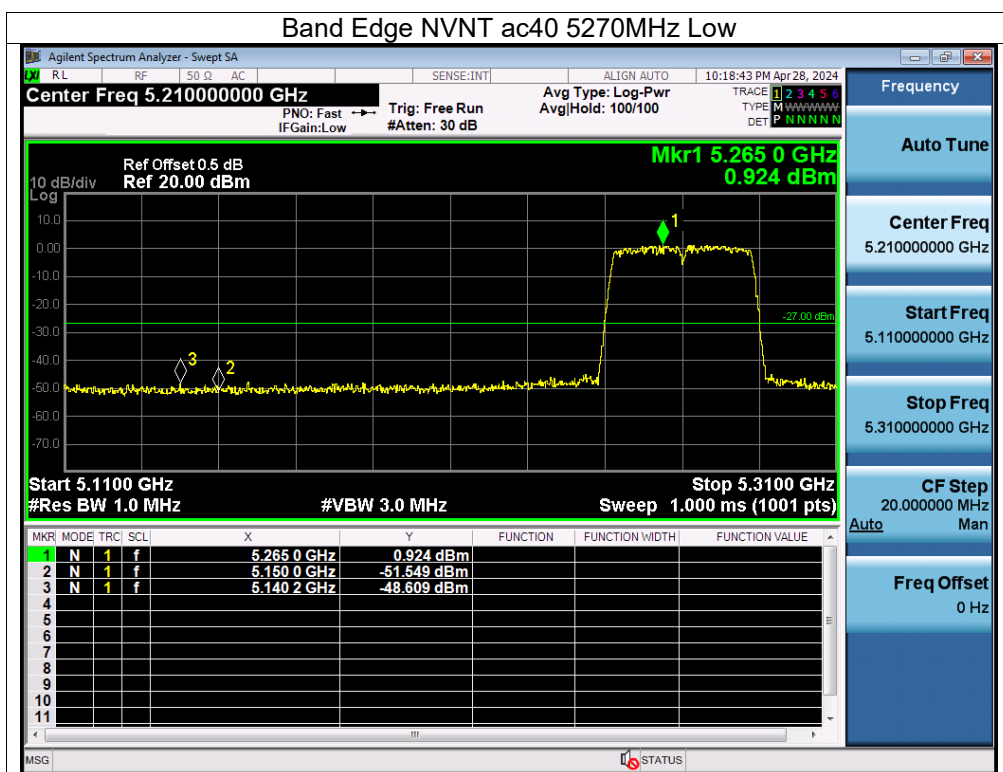 Band Edge NVNT ac40 5270MHz Low
Agilent Spectrum Analyzer - Swept SA
LXI RL RF 50 Ω AC SENSE:INT ALIGN AUTO 10:18:43 PM Apr 28, 2024
Center Freq 5.210000000 GHz
PNO: Fast
IFGain:Low
Trig: Free Run
#Atten: 30 dB
Avg Type: Log-Pwr
Avg|Hold: 100/100
TRACE 1 2 3 4 5 6
TYPE M WWWWW
DET P N N N N N
Ref Offset 0.5 dB
10 dB/div Ref 20.00 dBm
Log
Mkr1 5.265 0 GHz
0.924 dBm
10.0
0.00
-10.0
-20.0
-30.0
-40.0
-50.0
-60.0
-70.0
1
-27.00 dBm
3
2
Start 5.1100 GHz Stop 5.3100 GHz
#Res BW 1.0 MHz #VBW 3.0 MHz Sweep 1.000 ms (1001 pts)
MKR MODE TRC SCL X Y FUNCTION FUNCTION WIDTH FUNCTION VALUE
1 N 1 f 5.265 0 GHz 0.924 dBm
2 N 1 f 5.150 0 GHz -51.549 dBm
3 N 1 f 5.140 2 GHz -48.609 dBm
4
5
6
7
8
9
10
11
MSG STATUS
Frequency
Auto Tune
Center Freq
5.210000000 GHz
Start Freq
5.110000000 GHz
Stop Freq
5.310000000 GHz
CF Step
20.000000 MHz
Auto Man
Freq Offset
0 Hz